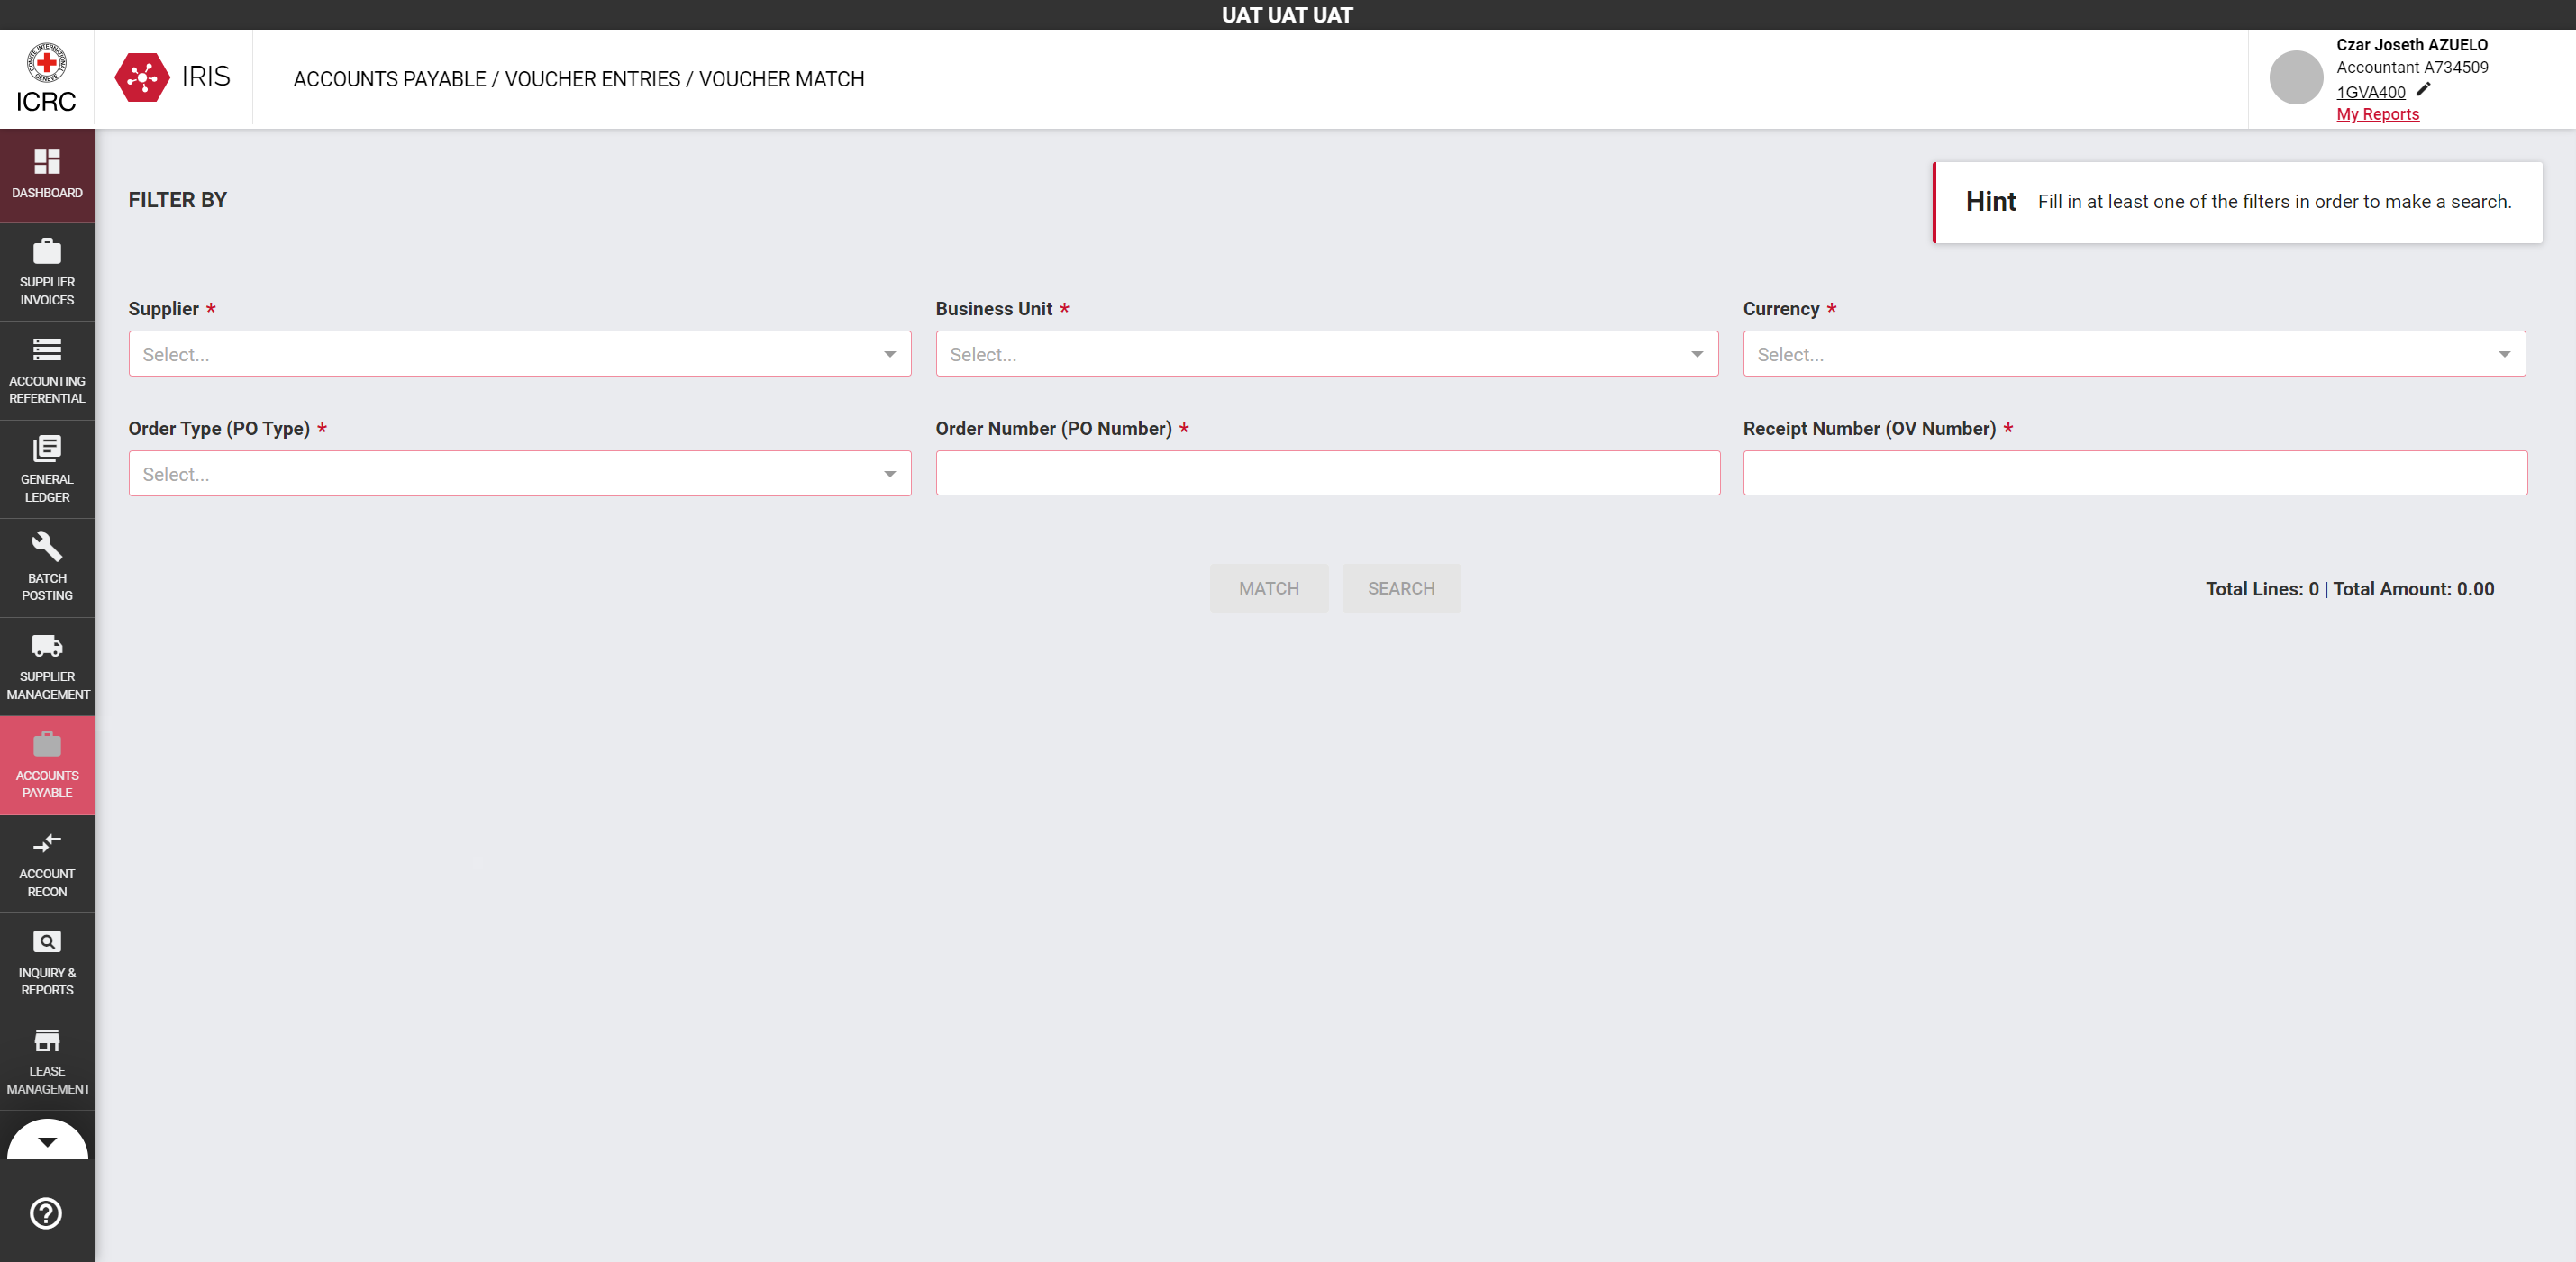 UAT UAT UAT
COMITE INTERNATIONAL
GENEVE
ICRC
IRIS
ACCOUNTS PAYABLE / VOUCHER ENTRIES / VOUCHER MATCH
Czar Joseth AZUELO
Accountant A734509
1GVA400
My Reports
DASHBOARD
SUPPLIER
INVOICES
ACCOUNTING
REFERENTIAL
GENERAL
LEDGER
BATCH
POSTING
SUPPLIER
MANAGEMENT
ACCOUNTS
PAYABLE
ACCOUNT
RECON
INQUIRY &
REPORTS
LEASE
MANAGEMENT
FILTER BY
Hint Fill in at least one of the filters in order to make a search.
Supplier * Business Unit * Currency *
Select... Select... Select...
Order Type (PO Type) * Order Number (PO Number) * Receipt Number (OV Number) *
Select...
MATCH SEARCH Total Lines: 0 | Total Amount: 0.00